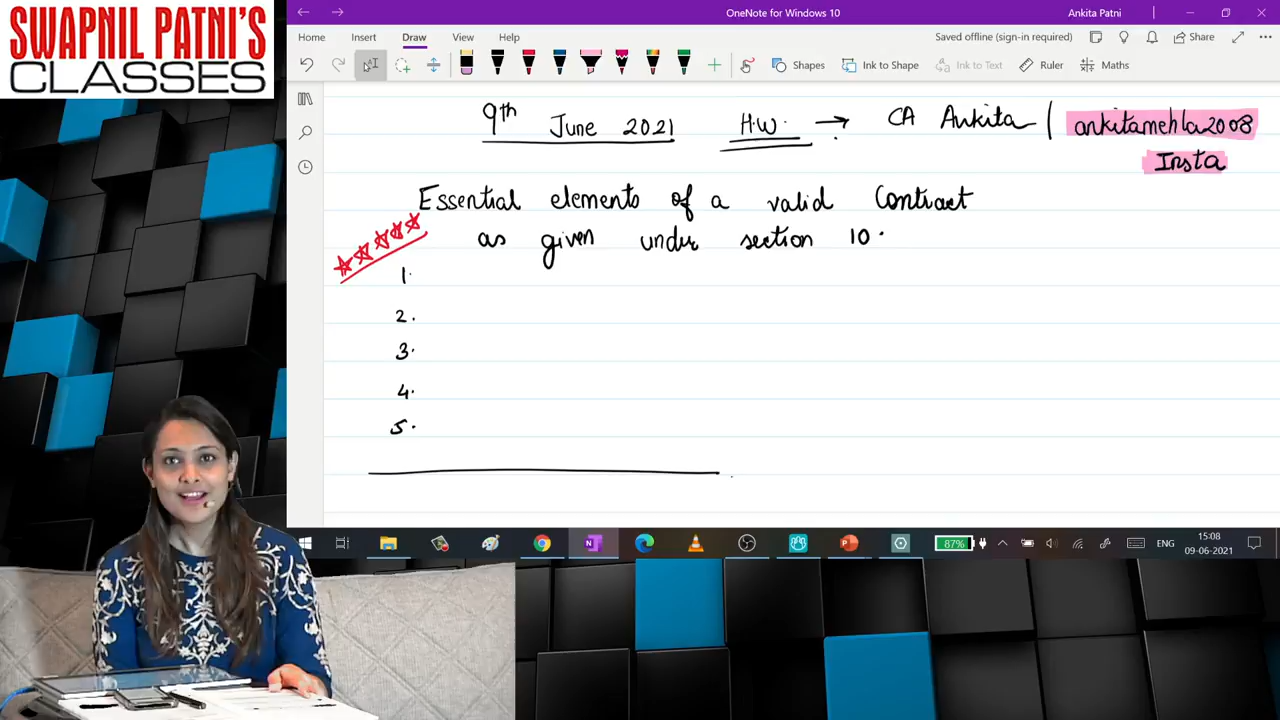 SWAPNIL PATNI'S
CLASSES
OneNote for Windows 10
Ankita Patni
Home Insert Draw View Help
Saved offline (sign in required)
Share
Shapes Ink to Shape Ink to Text Ruler Maths
9th June 2021 H.W. → CA Ankita | ankitamehla2008
Insta
Essential elements of a valid Contract
as given under section 10.
1.
2.
3.
4.
5.
87%
ENG
15:08
09-06-2021